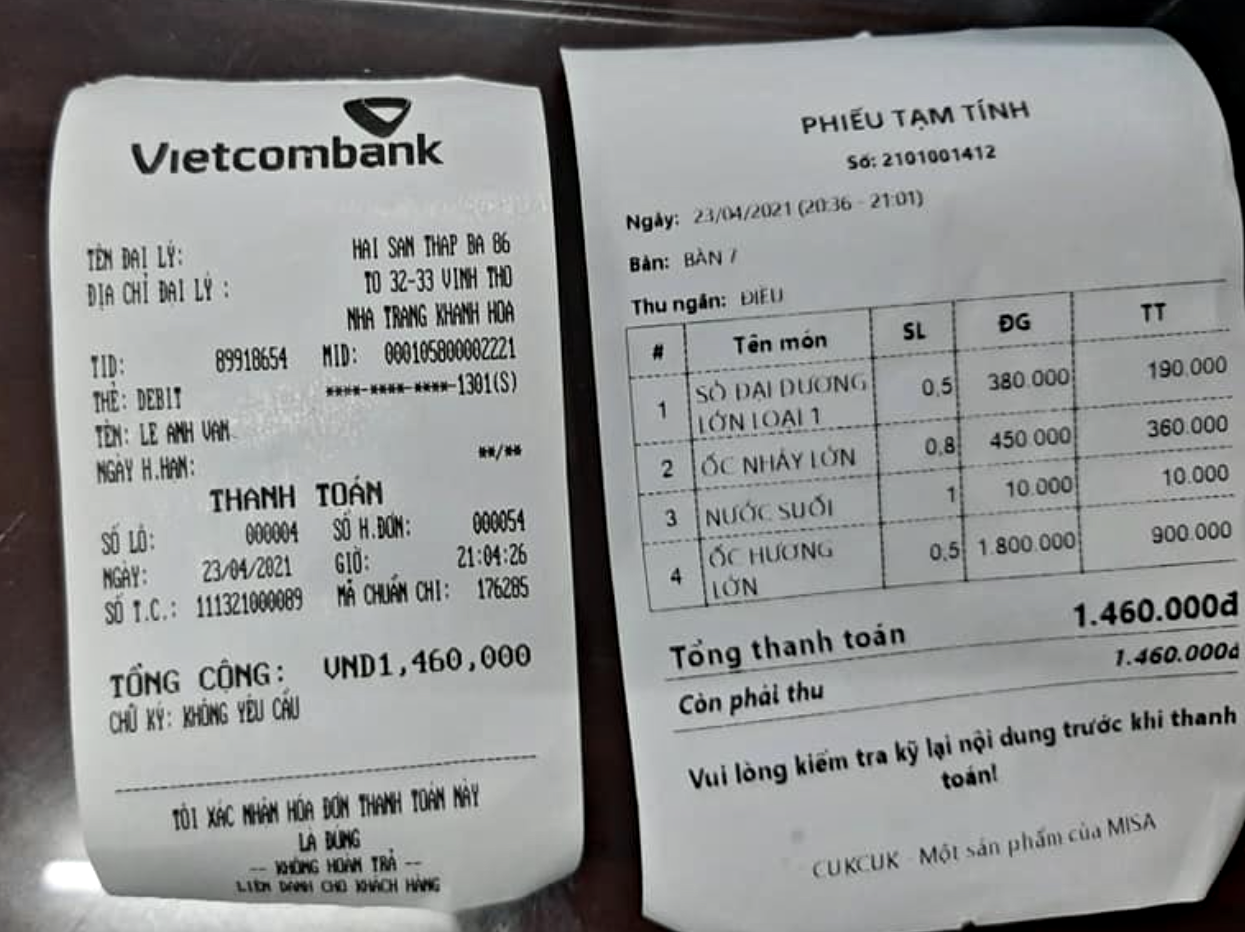 Vietcombank
TÊN ĐẠI LÝ: HAI SAN THAP BA 86
ĐỊA CHỈ ĐẠI LÝ : TO 32-33 VINH THO
NHA TRANG KHANH HOA
TID: 89918654 MID: 000105800002221
THẺ: DEBIT ****-****-****-1301(S)
TÊN: LE ANH VAN
NGÀY H.HẠN: **/**
THANH TOÁN
SỐ LÔ: 000004 SỐ H.ĐƠN: 000054
NGÀY: 23/04/2021 GIỜ: 21:04:26
SỐ T.C.: 111321000089 MÃ CHUẨN CHI: 176285
TỔNG CỘNG: VND1,460,000
CHỮ KÝ: KHÔNG YÊU CẦU
TÔI XÁC NHẬN HÓA ĐƠN THANH TOÁN NÀY
LÀ ĐÚNG
-- KHÔNG HOÀN TRẢ --
LIÊN DÀNH CHO KHÁCH HÀNG
PHIẾU TẠM TÍNH
Số: 2101001412
Ngày: 23/04/2021 (20:36 - 21:01)
Bàn: BÀN /
Thu ngân: ĐIỀU
# Tên món SL ĐG TT
1 SÒ ĐẠI DƯƠNG 0,5 380.000 190.000
LỚN LOẠI 1
2 ỐC NHẢY LỚN 0,8 450.000 360.000
3 NƯỚC SUỐI 1 10.000 10.000
4 ỐC HƯƠNG 0,5 1.800.000 900.000
LỚN
Tổng thanh toán 1.460.000đ
Còn phải thu 1.460.000đ
Vui lòng kiểm tra kỹ lại nội dung trước khi thanh
toán!
CUKCUK - Một sản phẩm của MISA